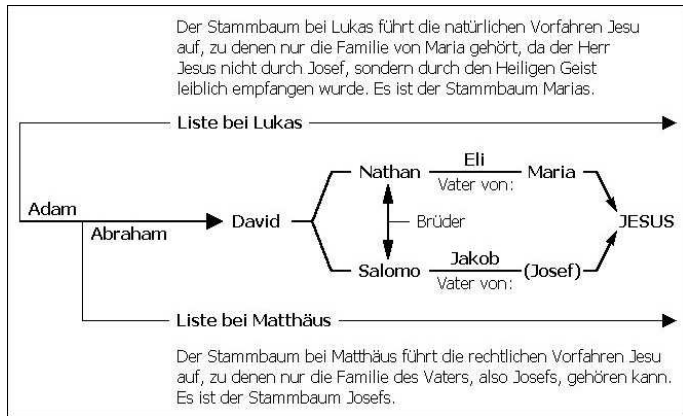 Der Stammbaum bei Lukas führt die natürlichen Vorfahren Jesu
auf, zu denen nur die Familie von Maria gehört, da der Herr
Jesus nicht durch Josef, sondern durch den Heiligen Geist
leiblich empfangen wurde. Es ist der Stammbaum Marias.
Liste bei Lukas
Nathan Eli Maria
Vater von:
Adam
Abraham
David
Brüder
JESUS
Salomo Jakob (Josef)
Vater von:
Liste bei Matthäus
Der Stammbaum bei Matthäus führt die rechtlichen Vorfahren Jesu
auf, zu denen nur die Familie des Vaters, also Josefs, gehören kann.
Es ist der Stammbaum Josefs.